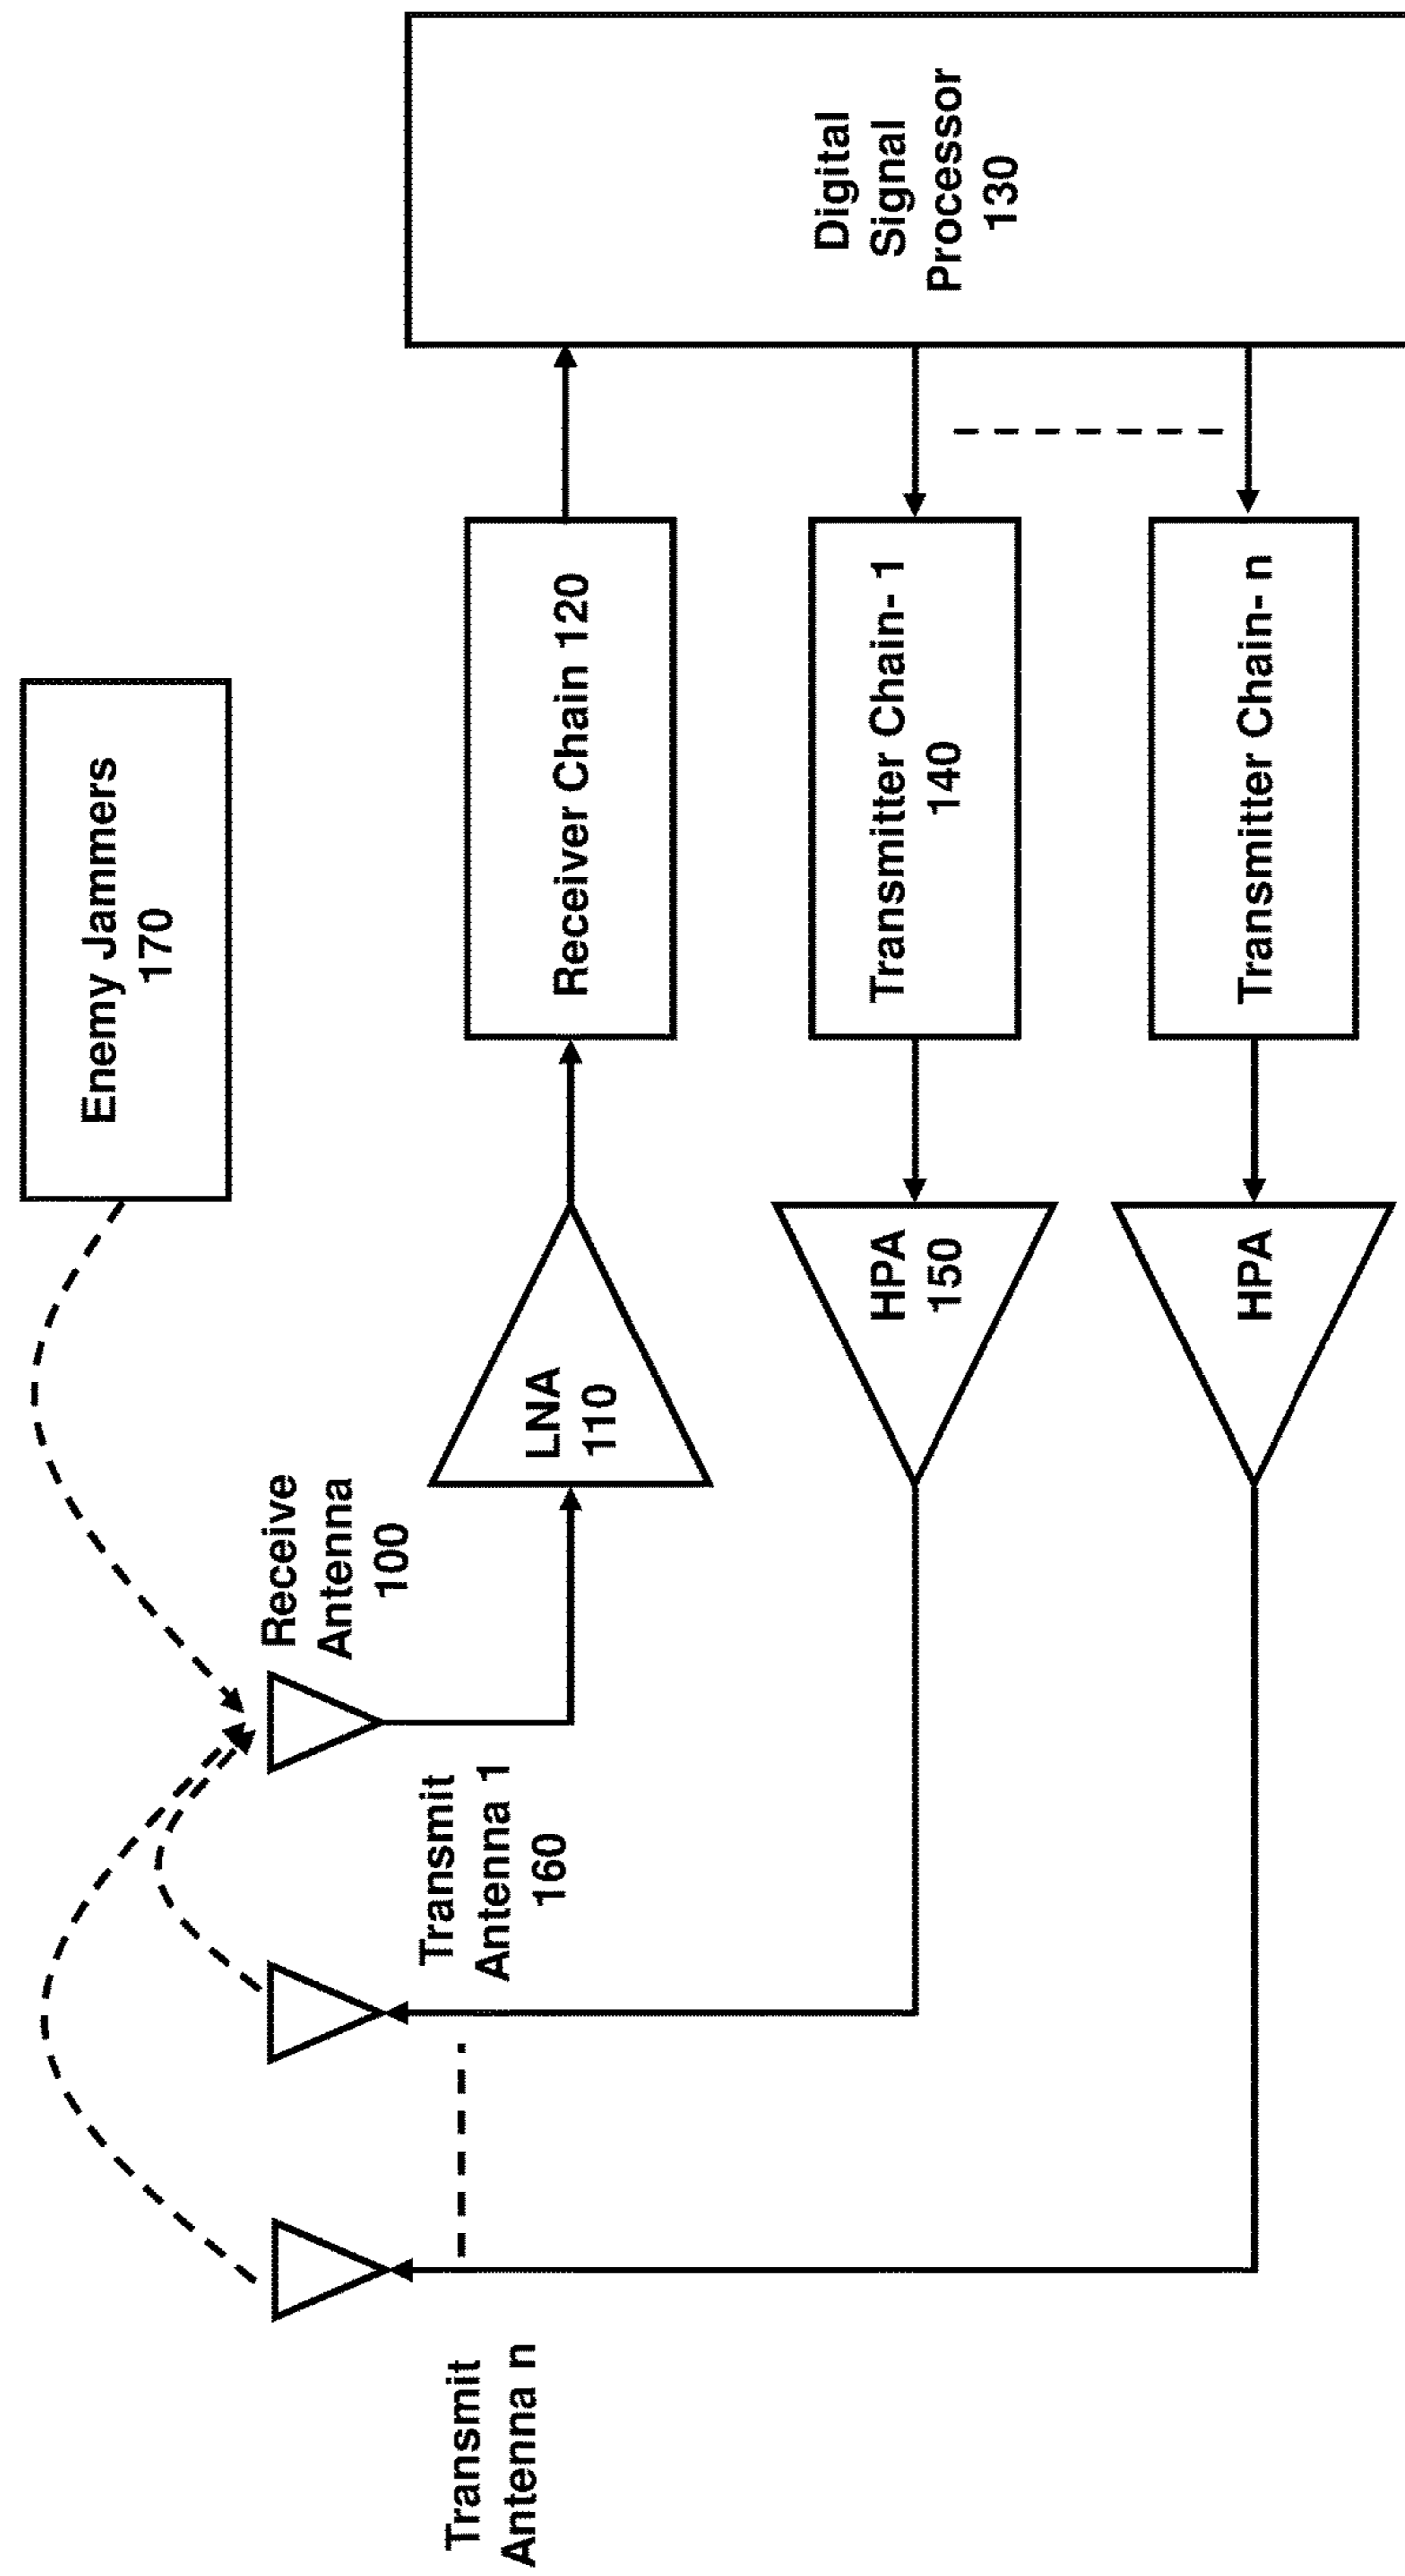 Enemy Jammers
170
Receive
Antenna
100
Transmit
Antenna 1
160
Transmit
Antenna n
LNA
110
Receiver Chain 120
Digital
Signal
Processor
130
HPA
150
Transmitter Chain- 1
140
HPA
Transmitter Chain- n